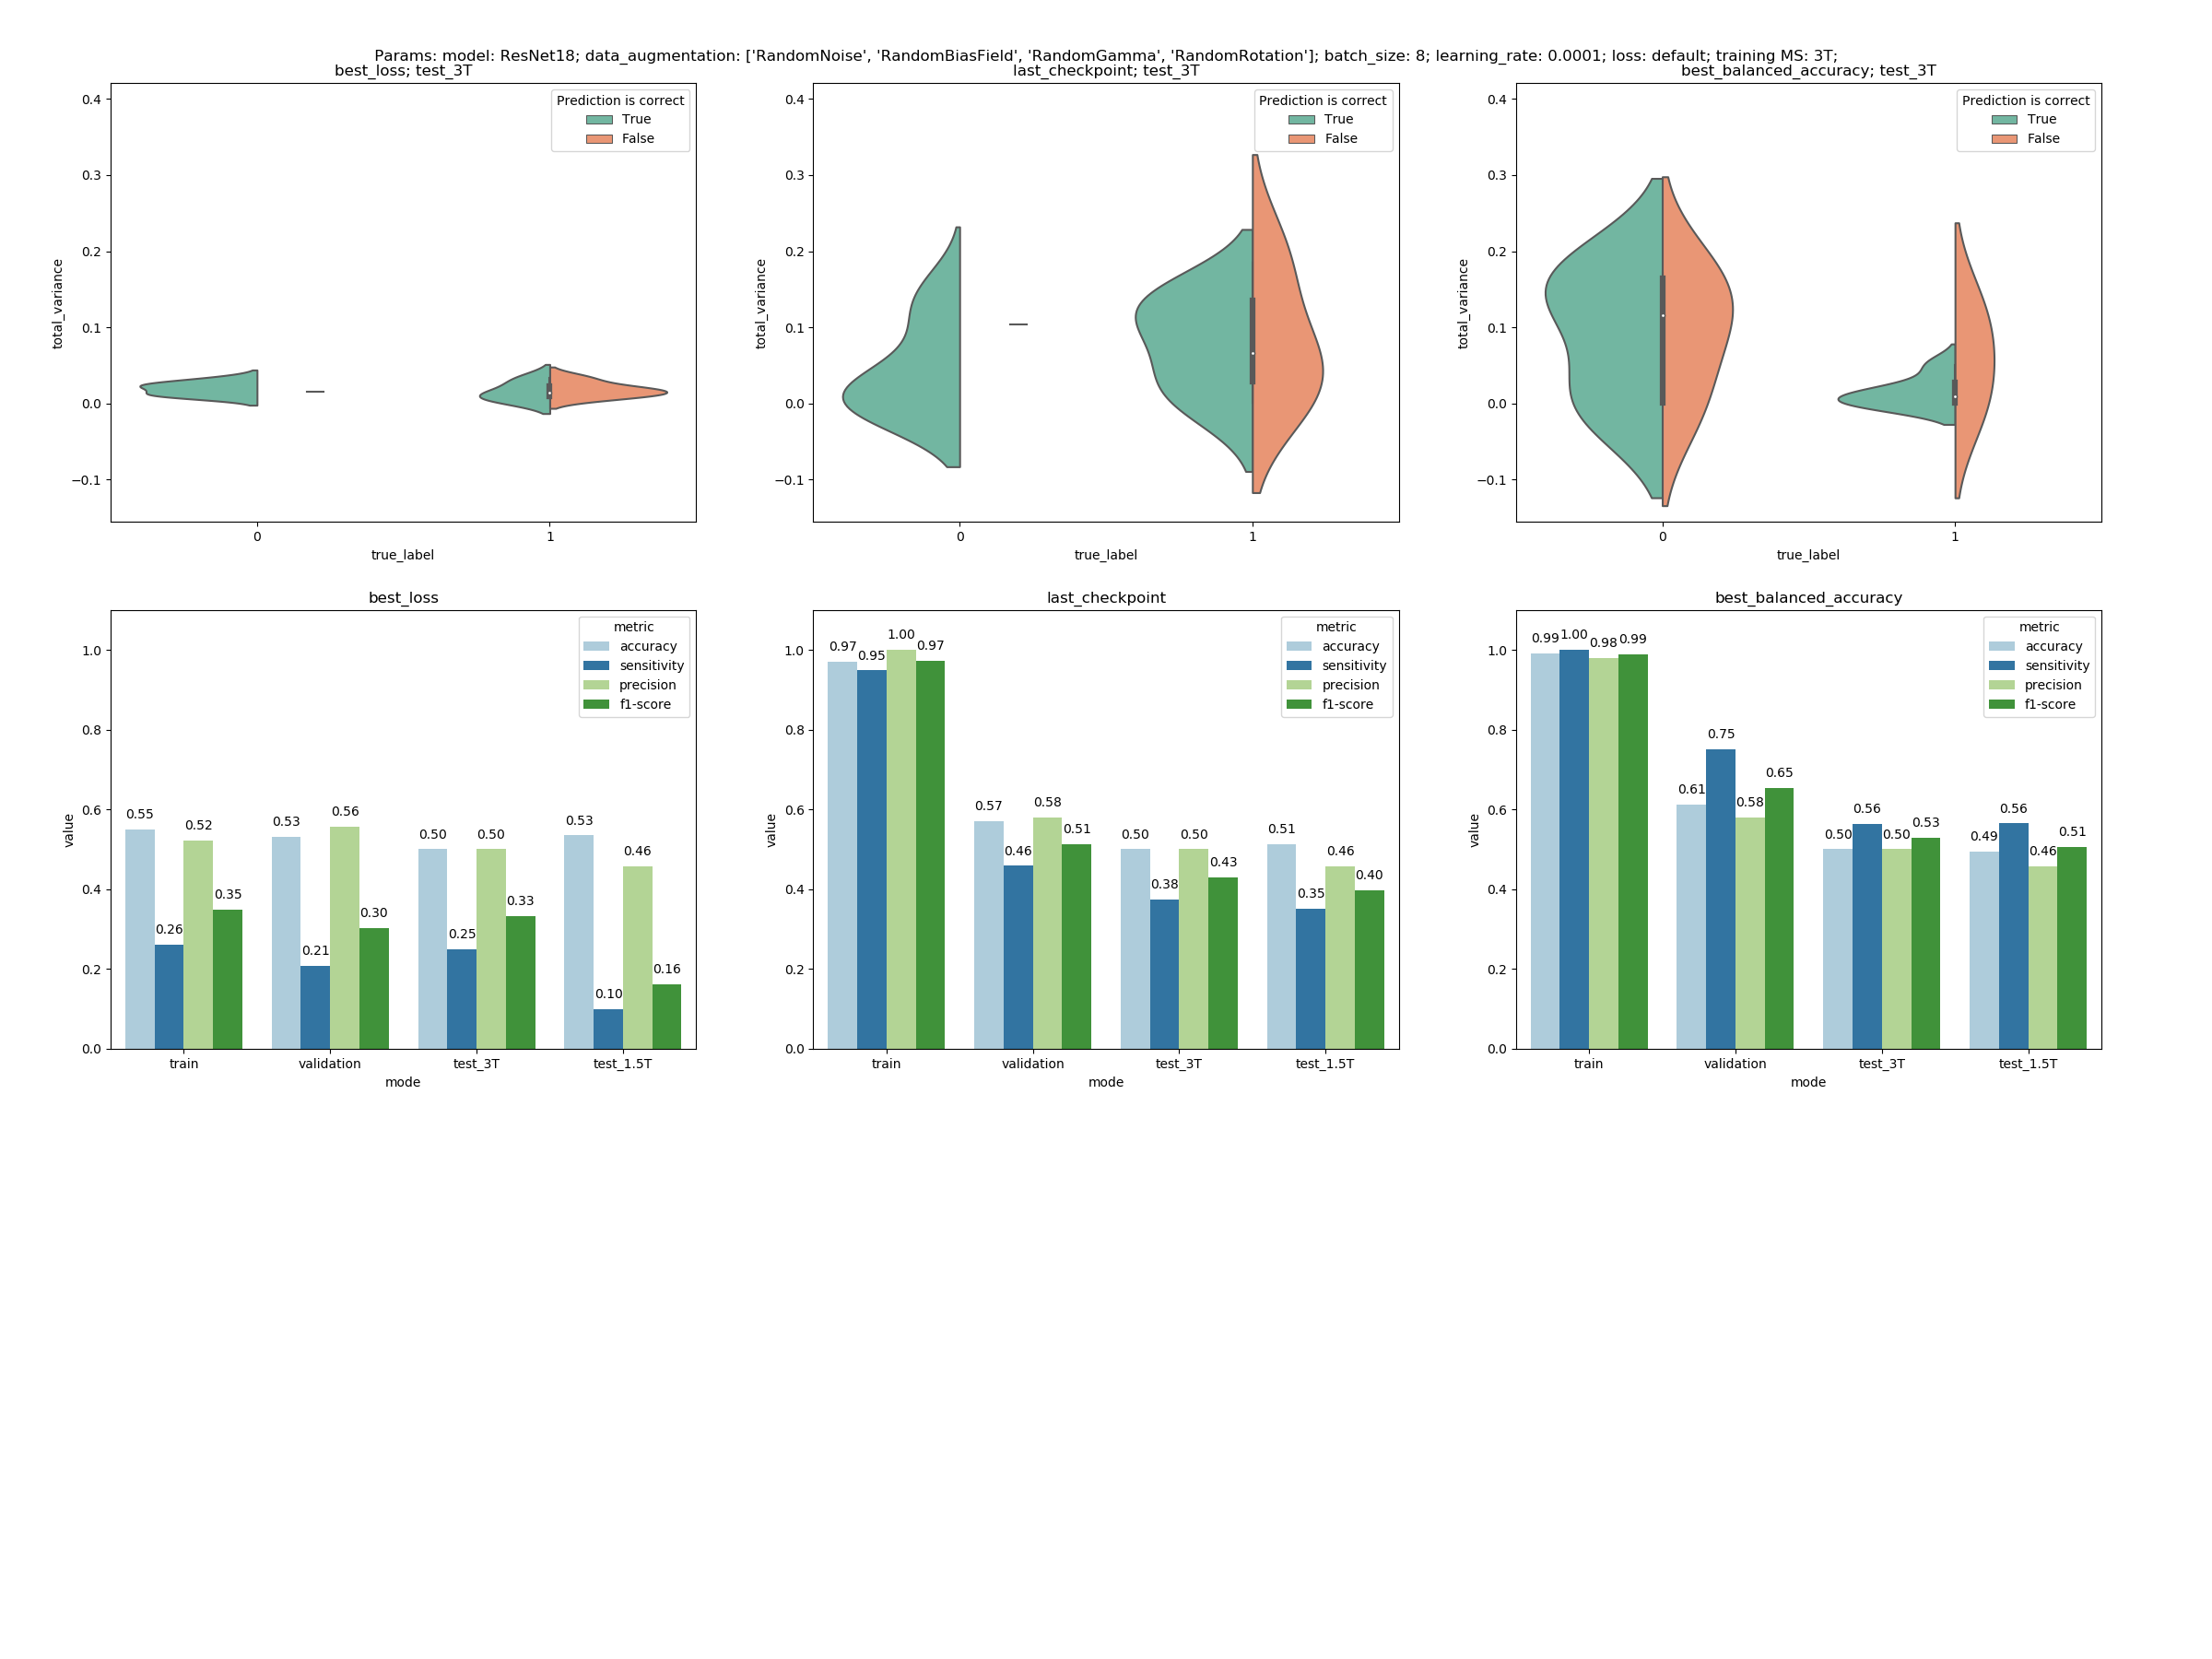 Params: model: ResNet18; data_augmentation: ['RandomNoise', 'RandomBiasField', 'RandomGamma', 'RandomRotation']; batch_size: 8; learning_rate: 0.0001; loss: default; training MS: 3T;
best_loss; test_3T
Prediction is correct
True
False
0.4
0.3
0.2
0.1
0.0
−0.1
total_variance
0 1
true_label
last_checkpoint; test_3T
Prediction is correct
True
False
0.4
0.3
0.2
0.1
0.0
−0.1
total_variance
0 1
true_label
best_balanced_accuracy; test_3T
Prediction is correct
True
False
0.4
0.3
0.2
0.1
0.0
−0.1
total_variance
0 1
true_label
best_loss
metric
accuracy
sensitivity
precision
f1-score
1.0
0.8
0.6
0.4
0.2
0.0
value
0.55 0.26 0.52 0.35
0.53 0.21 0.56 0.30
0.50 0.25 0.50 0.33
0.53 0.10 0.46 0.16
train validation test_3T test_1.5T
mode
last_checkpoint
metric
accuracy
sensitivity
precision
f1-score
1.0
0.8
0.6
0.4
0.2
0.0
value
0.97 0.95 1.00 0.97
0.57 0.46 0.58 0.51
0.50 0.38 0.50 0.43
0.51 0.35 0.46 0.40
train validation test_3T test_1.5T
mode
best_balanced_accuracy
metric
accuracy
sensitivity
precision
f1-score
1.0
0.8
0.6
0.4
0.2
0.0
value
0.99 1.00 0.98 0.99
0.61 0.75 0.58 0.65
0.50 0.56 0.50 0.53
0.49 0.56 0.46 0.51
train validation test_3T test_1.5T
mode